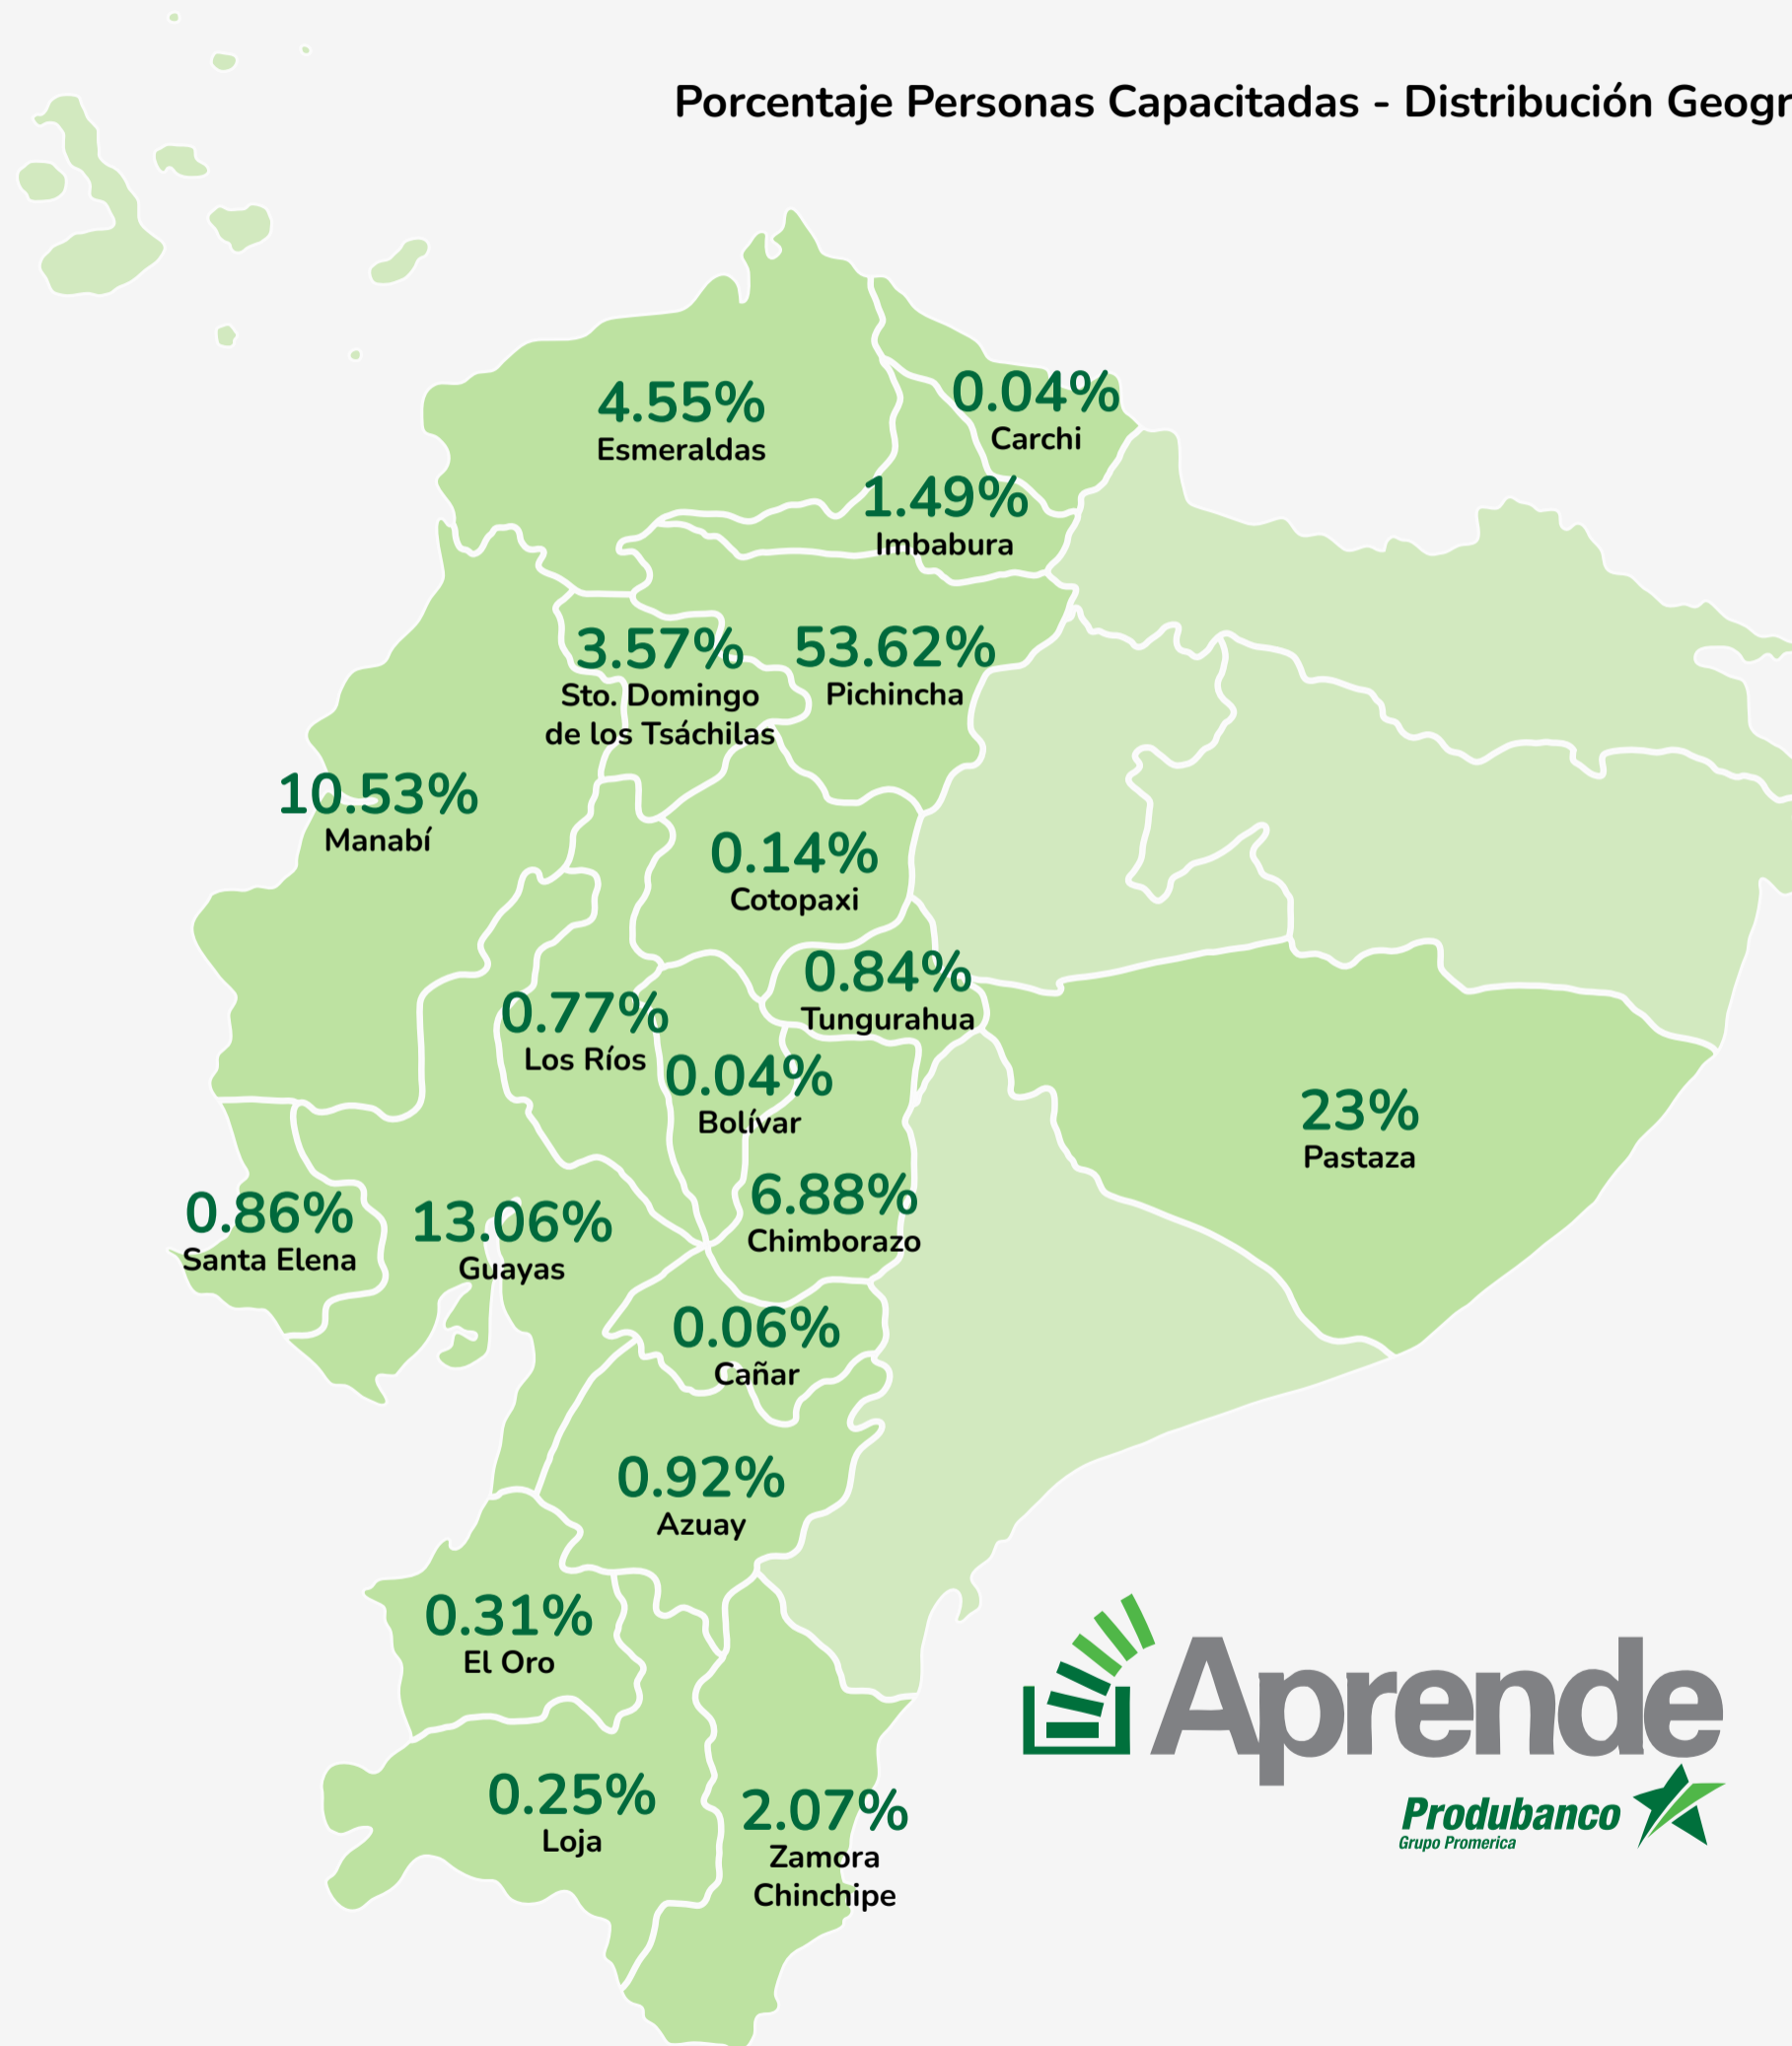 Porcentaje Personas Capacitadas - Distribución Geogr
4.55%
Esmeraldas
0.04%
Carchi
1.49%
Imbabura
3.57%
Sto. Domingo
de los Tsáchilas
53.62%
Pichincha
10.53%
Manabí
0.14%
Cotopaxi
0.84%
Tungurahua
0.77%
Los Ríos
0.04%
Bolívar
23%
Pastaza
0.86%
Santa Elena
13.06%
Guayas
6.88%
Chimborazo
0.06%
Cañar
0.92%
Azuay
0.31%
El Oro
0.25%
Loja
2.07%
Zamora
Chinchipe
Aprende
Produbanco
Grupo Promerica